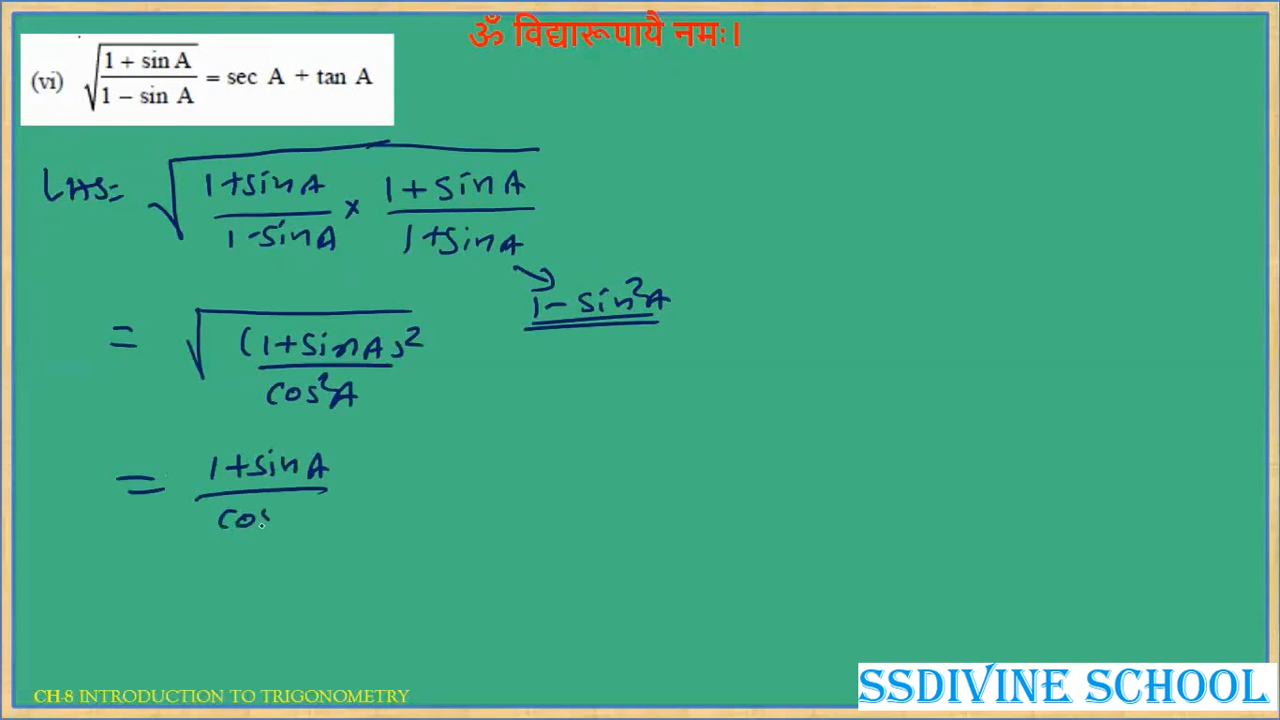 ॐ विद्यारूपायै नमः।
(vi) √((1 + sin A)/(1 – sin A)) = sec A + tan A
LHS= √((1+sinA)/(1-sinA) × (1+sinA)/(1+sinA))
1- sin²A
= √((1+sinA)²/cos²A)
= (1+sinA)/cos
CH-8 INTRODUCTION TO TRIGONOMETRY
SSDIVINE SCHOOL